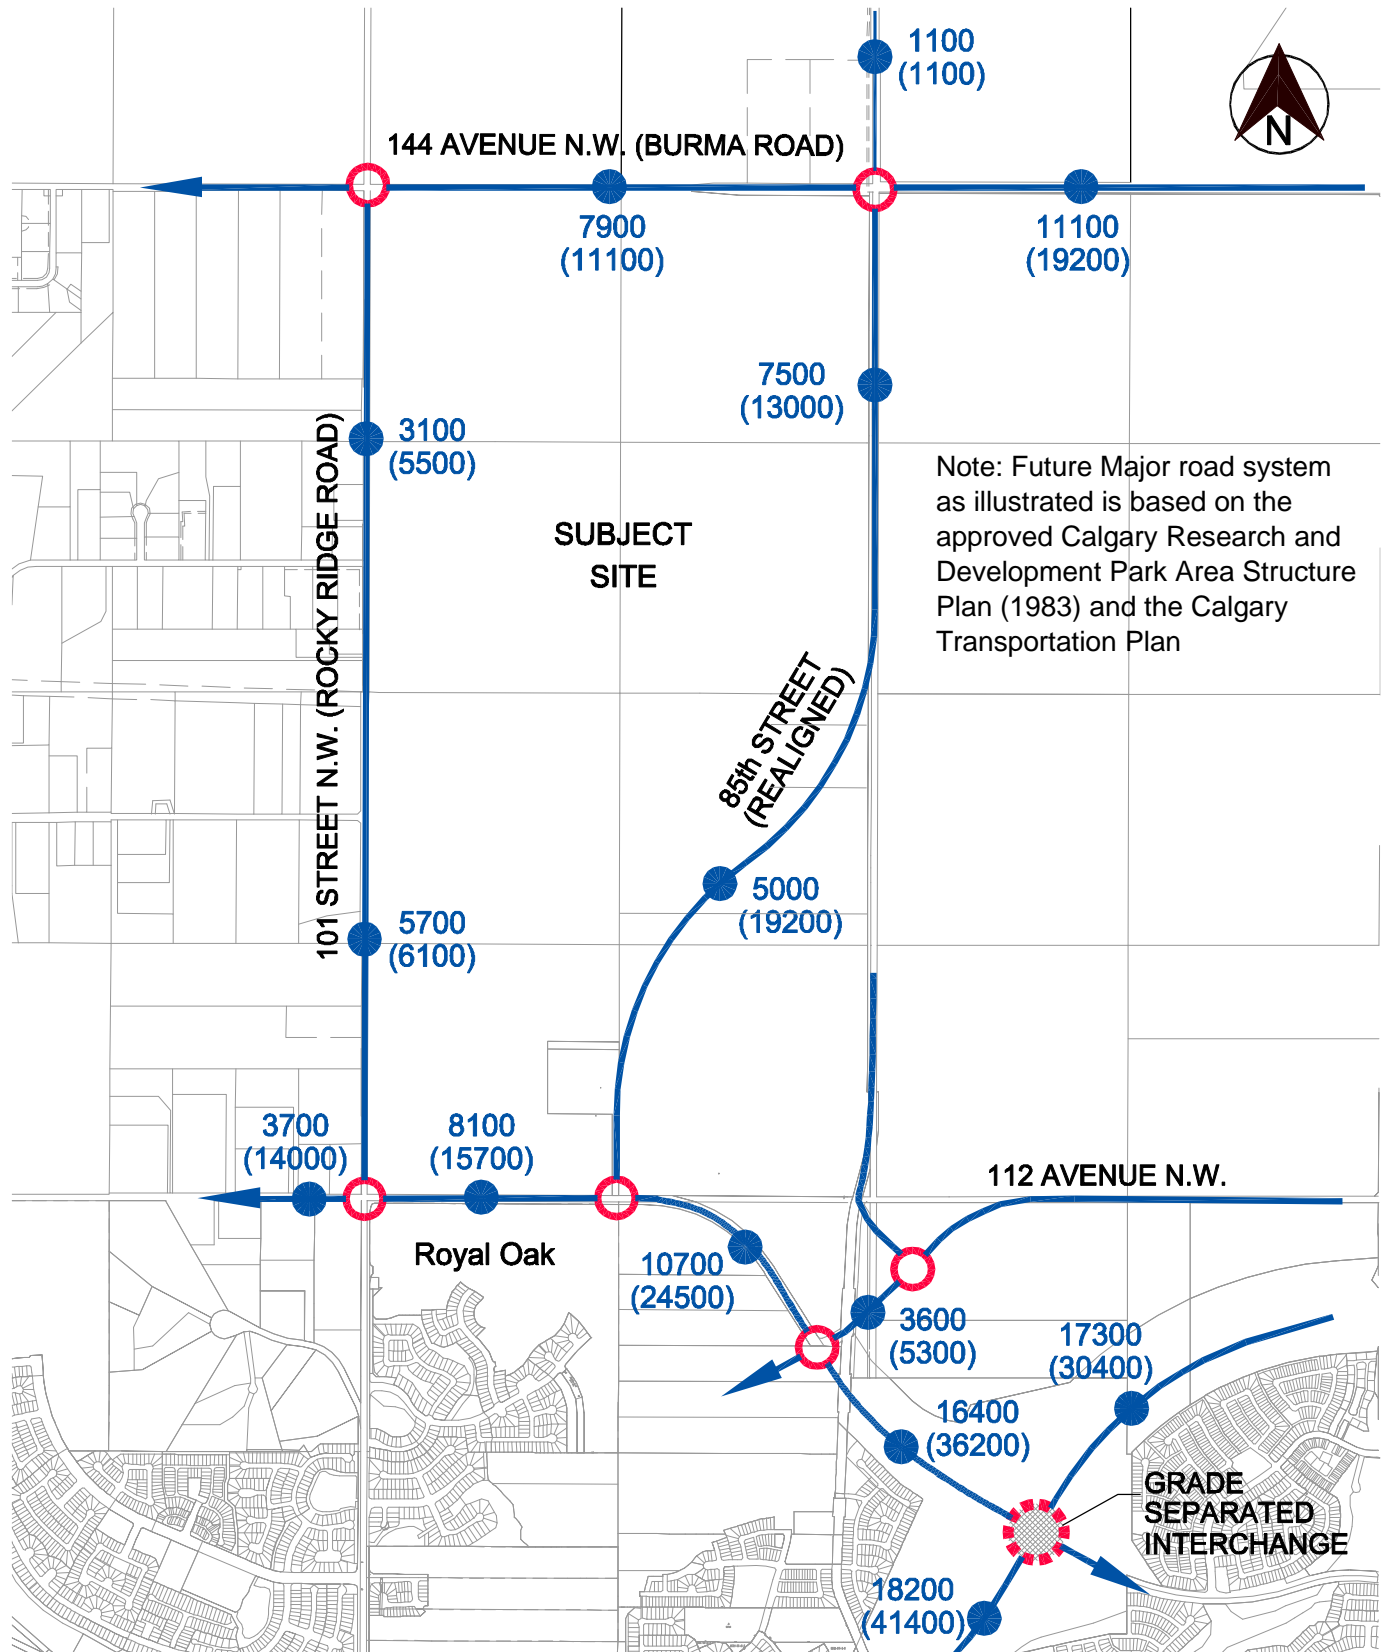 1100
(1100)
N
144 AVENUE N.W. (BURMA ROAD)
7900
(11100)
11100
(19200)
7500
(13000)
101 STREET N.W. (ROCKY RIDGE ROAD)
3100
(5500)
Note: Future Major road system
as illustrated is based on the
approved Calgary Research and
Development Park Area Structure
Plan (1983) and the Calgary
Transportation Plan
SUBJECT
SITE
85th STREET
(REALIGNED)
5000
(19200)
5700
(6100)
3700
(14000)
8100
(15700)
112 AVENUE N.W.
Royal Oak
10700
(24500)
3600
(5300)
17300
(30400)
16400
(36200)
GRADE
SEPARATED
INTERCHANGE
18200
(41400)